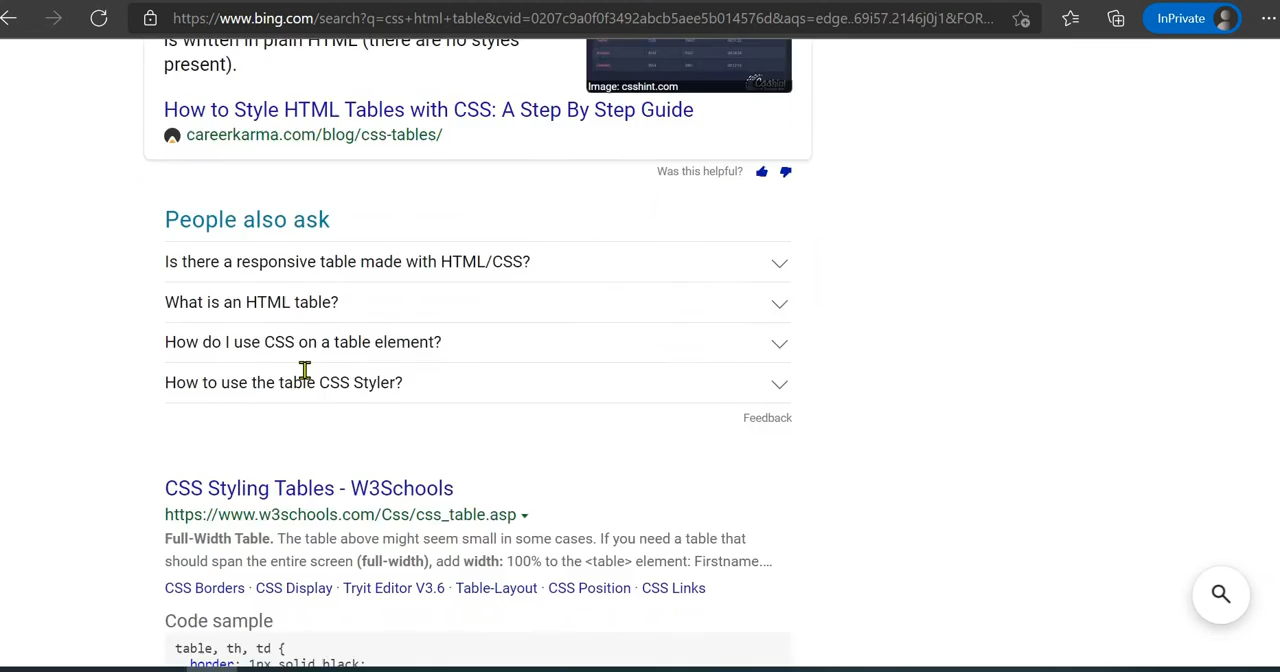 https://www.bing.com/search?q=css+html+table&cvid=0207c9a0f0f3492abcb5aee5b014576d&aqs=edge..69i57.2146j0j1&FOR...
InPrivate
is written in plain HTML (there are no styles
present).
Image: csshint.com
How to Style HTML Tables with CSS: A Step By Step Guide
careerkarma.com/blog/css-tables/
Was this helpful?
People also ask
Is there a responsive table made with HTML/CSS?
What is an HTML table?
How do I use CSS on a table element?
How to use the table CSS Styler?
Feedback
CSS Styling Tables - W3Schools
https://www.w3schools.com/Css/css_table.asp
Full-Width Table. The table above might seem small in some cases. If you need a table that
should span the entire screen (full-width), add width: 100% to the <table> element: Firstname....
CSS Borders · CSS Display · Tryit Editor V3.6 · Table-Layout · CSS Position · CSS Links
Code sample
table, th, td {
border: 1px solid black;